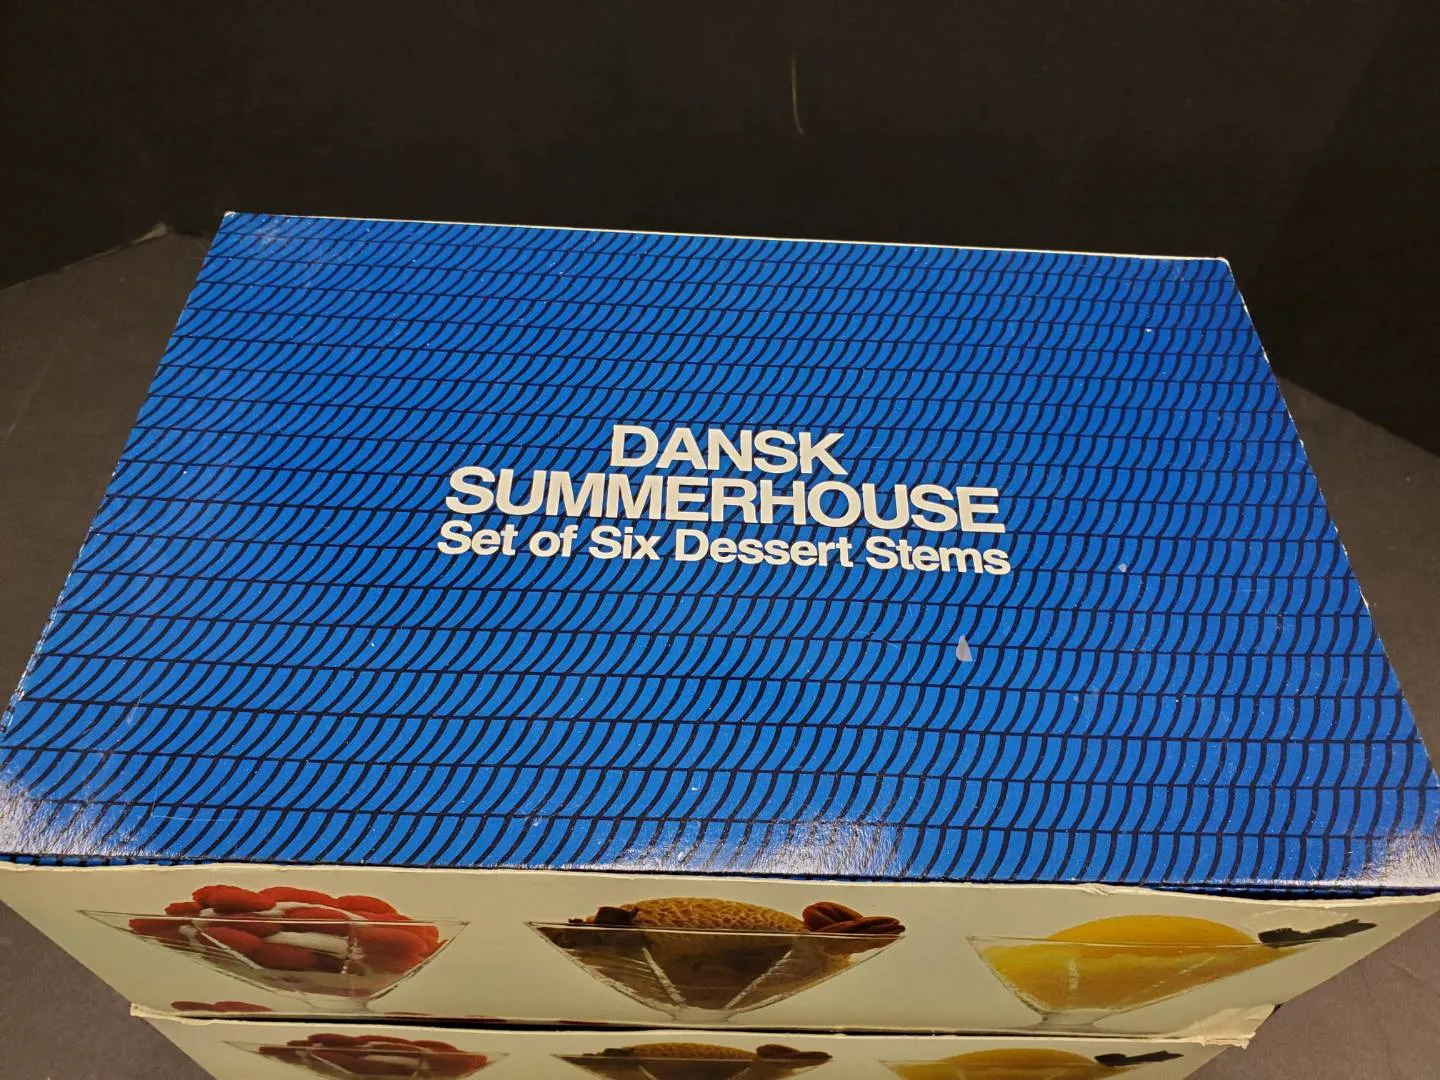 DANSK
SUMMERHOUSE
Set of Six Dessert Stems